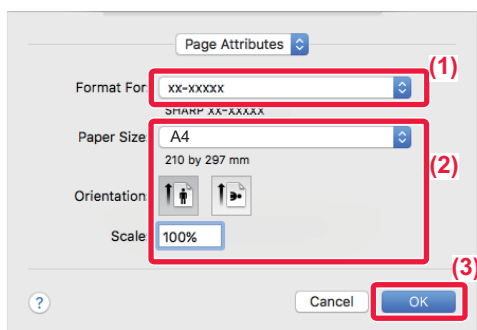 Page Attributes
(1)
Format For: xx-xxxxx
SHARP xx-xxxxx
Paper Size: A4
210 by 297 mm
(2)
Orientation:
Scale: 100%
(3)
? Cancel OK